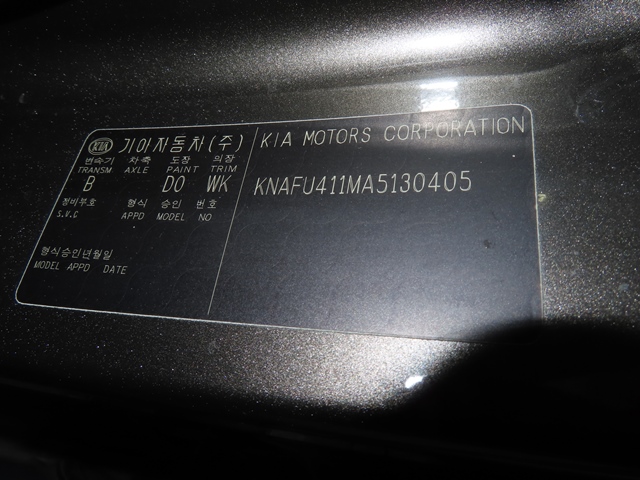 KIA 기아자동차(주)
변속기 차축 도장 의장
TRANSM AXLE PAINT TRIM
B D0 WK
정비부호 형식 승인 번호
S.V.C APPD MODEL NO
형식승인년월일
MODEL APPD DATE
KIA MOTORS CORPORATION
KNAFU411MA5130405